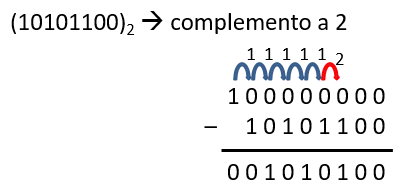 (10101100)₂ → complemento a 2
1 1 1 1 1 2
1 0 0 0 0 0 0 0 0
− 1 0 1 0 1 1 0 0
0 0 1 0 1 0 1 0 0